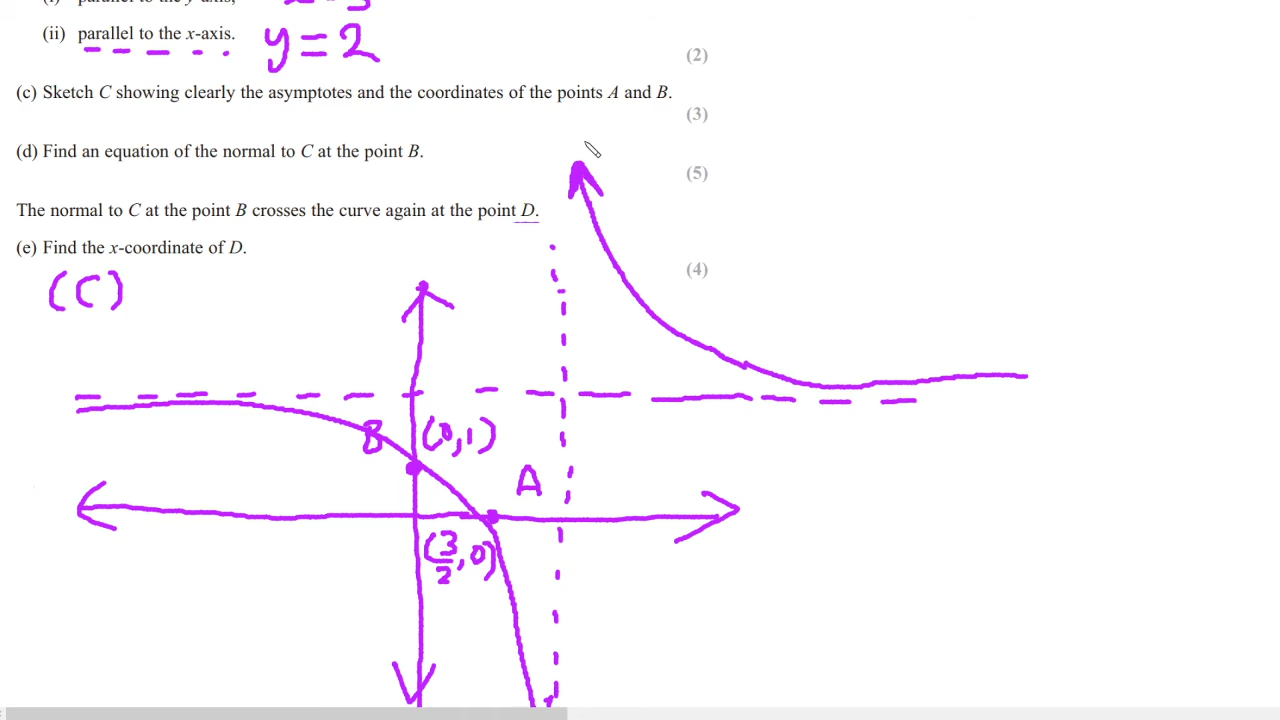 (ii) parallel to the x-axis. y = 2
(2)
(c) Sketch C showing clearly the asymptotes and the coordinates of the points A and B.
(3)
(d) Find an equation of the normal to C at the point B.
(5)
The normal to C at the point B crosses the curve again at the point D.
(e) Find the x-coordinate of D.
(4)
(C)
B (0,1)
A
(3/2, 0)